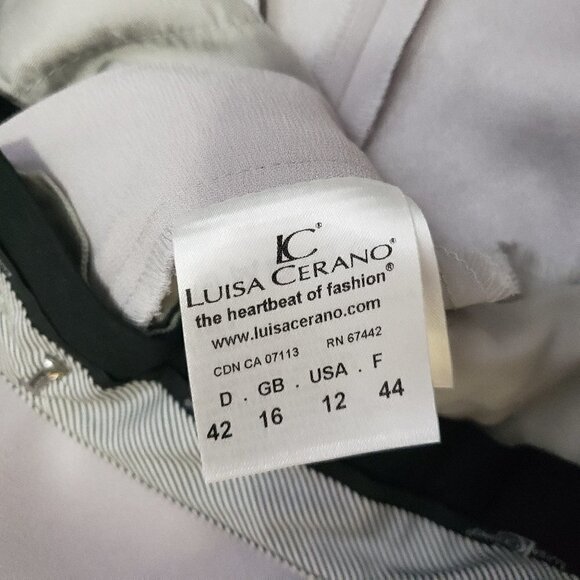 LC®
LUISA CERANO®
the heartbeat of fashion®
www.luisacerano.com
CDN CA 07113 RN 67442
D . GB . USA . F
42 16 12 44